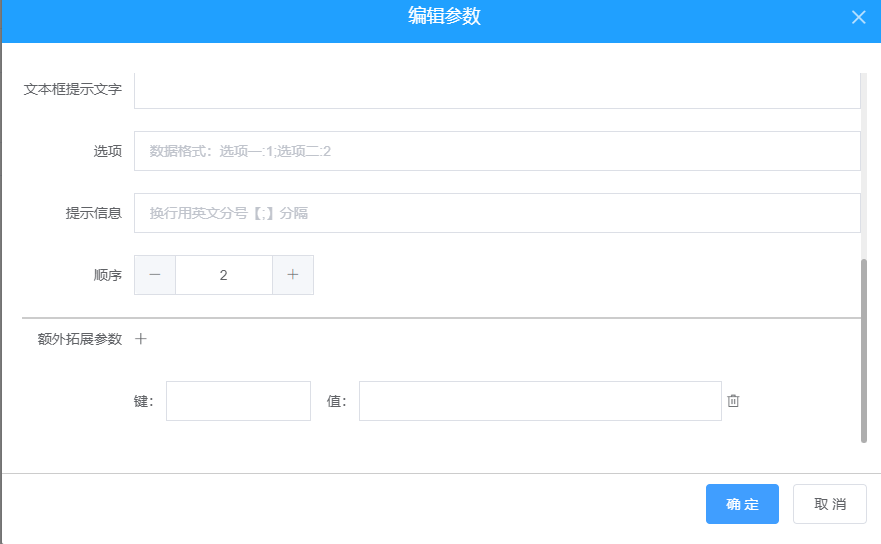 编辑参数
文本框提示文字
选项 数据格式：选项一:1;选项二:2
提示信息 换行用英文分号【;】分隔
顺序 2
额外拓展参数
键： 值：
确 定 取 消